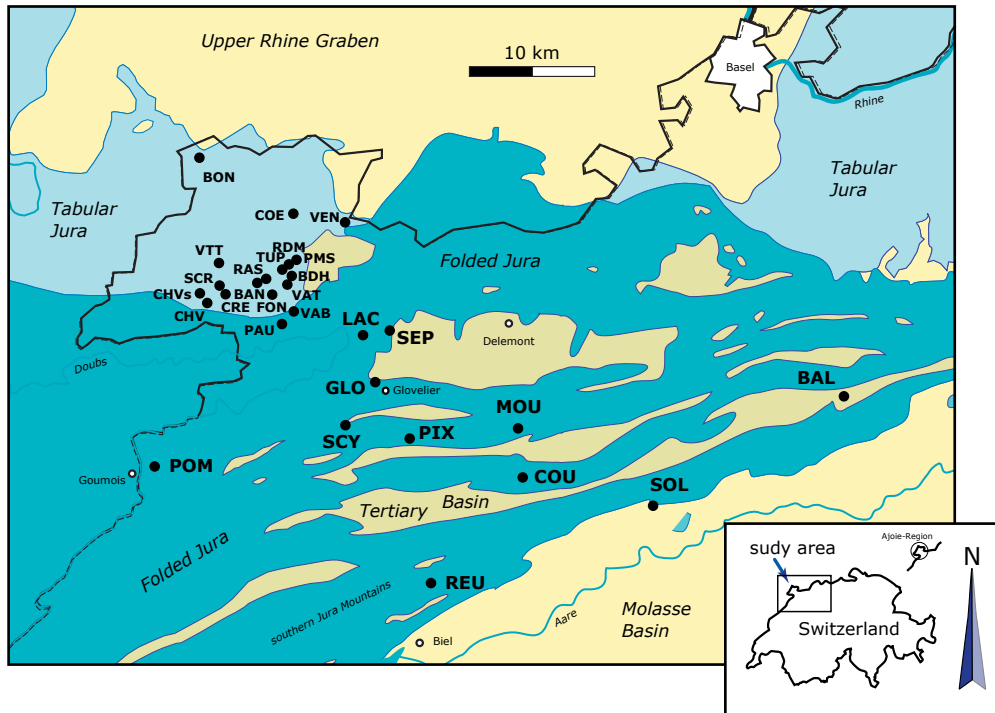 Upper Rhine Graben
10 km
Basel
Rhine
BON
Tabular
Jura
Tabular
Jura
COE
VEN
VTT
TUP
RDM
PMS
Folded Jura
SCR
RAS
BDH
CHVs
BAN
VAT
CHV
CRE
FON
VAB
PAU
LAC
SEP
Delemont
Doubs
GLO
Glovelier
BAL
MOU
SCY
PIX
POM
Goumois
COU
SOL
Tertiary
Basin
Folded Jura
REU
southern Jura Mountains
Biel
Aare
Molasse
Basin
Ajoie-Region
sudy area
N
Switzerland